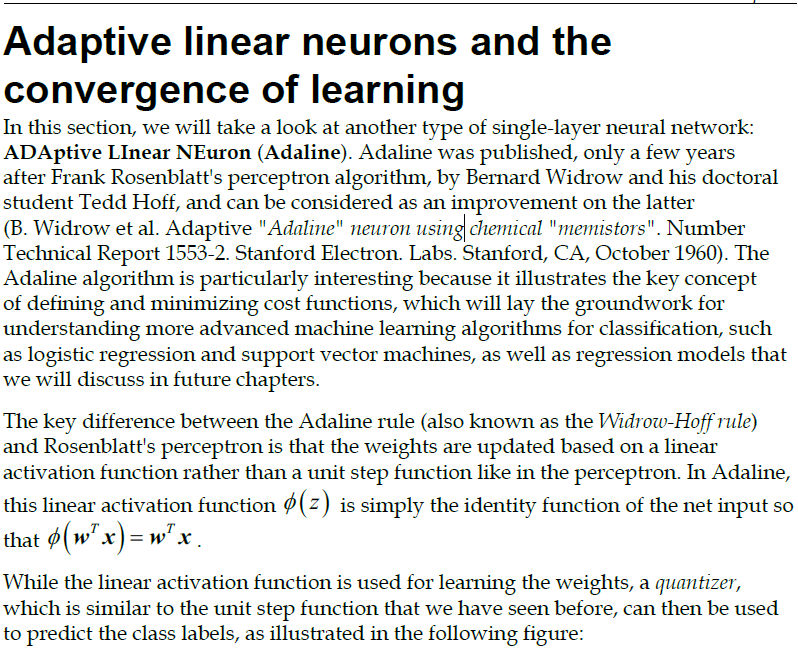 Adaptive linear neurons and the
convergence of learning
In this section, we will take a look at another type of single-layer neural network:
ADAptive LInear NEuron (Adaline). Adaline was published, only a few years
after Frank Rosenblatt's perceptron algorithm, by Bernard Widrow and his doctoral
student Tedd Hoff, and can be considered as an improvement on the latter
(B. Widrow et al. Adaptive "Adaline" neuron using chemical "memistors". Number
Technical Report 1553-2. Stanford Electron. Labs. Stanford, CA, October 1960). The
Adaline algorithm is particularly interesting because it illustrates the key concept
of defining and minimizing cost functions, which will lay the groundwork for
understanding more advanced machine learning algorithms for classification, such
as logistic regression and support vector machines, as well as regression models that
we will discuss in future chapters.
The key difference between the Adaline rule (also known as the Widrow-Hoff rule)
and Rosenblatt's perceptron is that the weights are updated based on a linear
activation function rather than a unit step function like in the perceptron. In Adaline,
this linear activation function ϕ(z) is simply the identity function of the net input so
that ϕ(wᵀx) = wᵀx.
While the linear activation function is used for learning the weights, a quantizer,
which is similar to the unit step function that we have seen before, can then be used
to predict the class labels, as illustrated in the following figure: